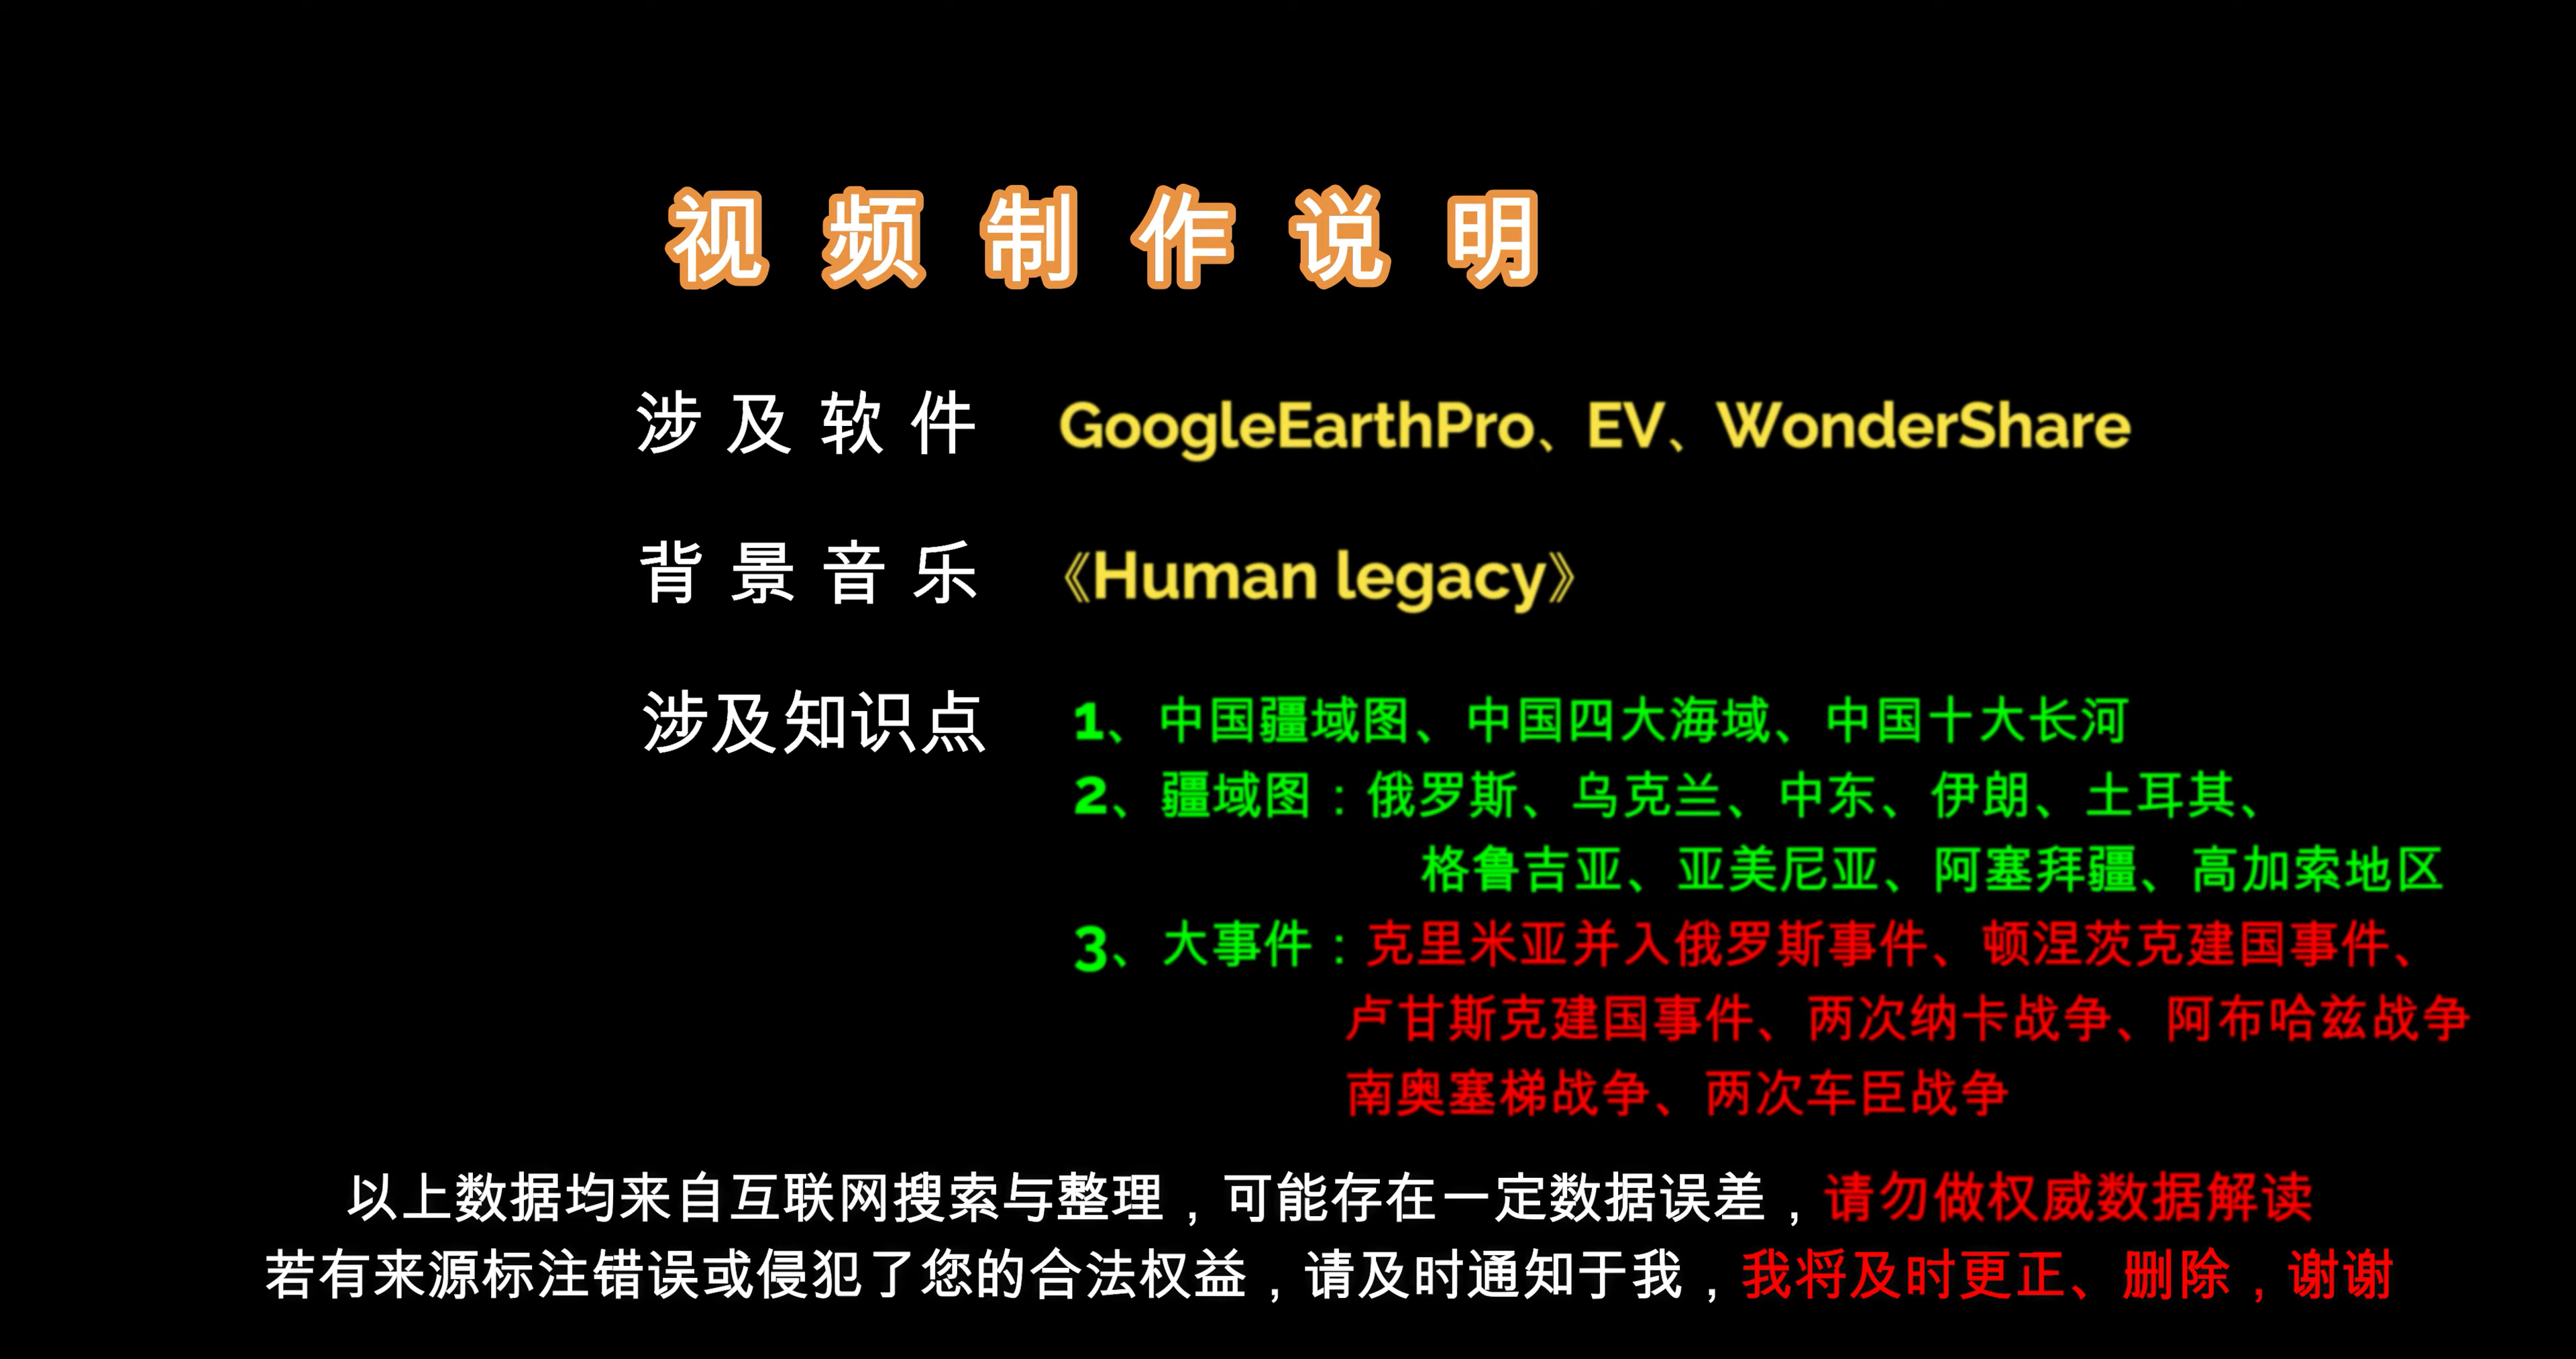 视频制作说明
涉及软件 GoogleEarthPro、EV、WonderShare
背景音乐 《Human legacy》
涉及知识点 1、中国疆域图、中国四大海域、中国十大长河
2、疆域图：俄罗斯、乌克兰、中东、伊朗、土耳其、
格鲁吉亚、亚美尼亚、阿塞拜疆、高加索地区
3、大事件：克里米亚并入俄罗斯事件、顿涅茨克建国事件、
卢甘斯克建国事件、两次纳卡战争、阿布哈兹战争
南奥塞梯战争、两次车臣战争
以上数据均来自互联网搜索与整理，可能存在一定数据误差，请勿做权威数据解读
若有来源标注错误或侵犯了您的合法权益，请及时通知于我，我将及时更正、删除，谢谢